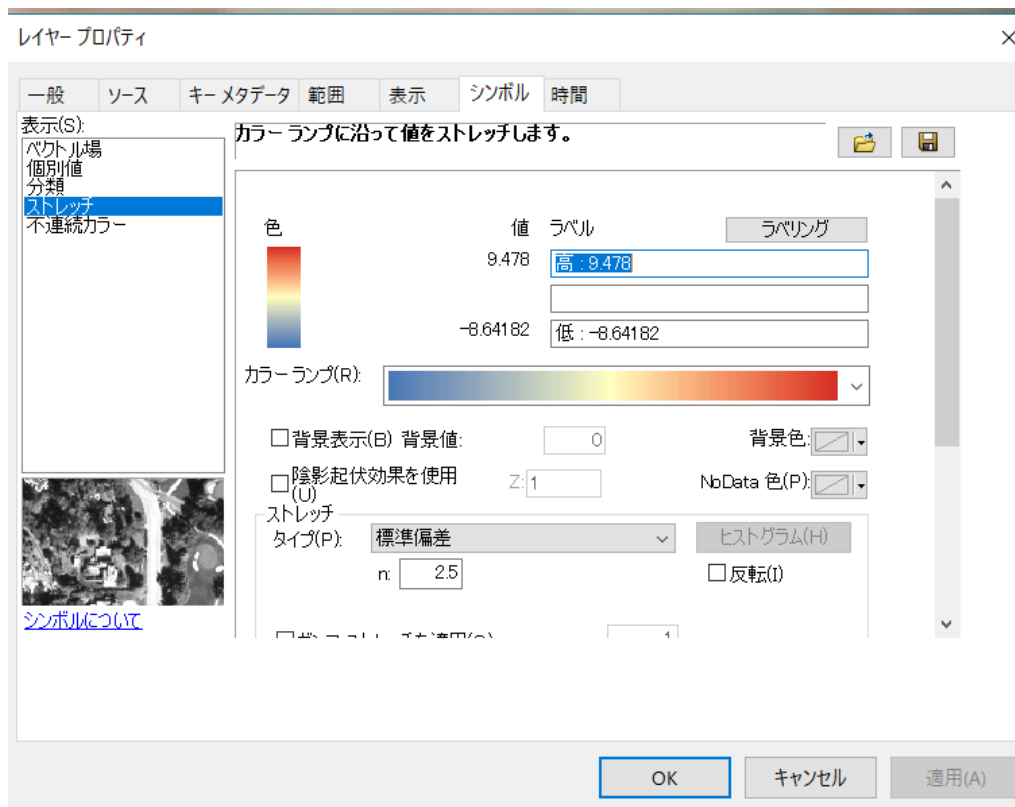 レイヤー プロパティ
一般 ソース キー メタデータ 範囲 表示 シンボル 時間
表示(S):
ベクトル場
個別値
分類
ストレッチ
不連続カラー
シンボルについて
カラー ランプに沿って値をストレッチします。
色 値 ラベル ラベリング
9.478 高 : 9.478
-8.64182 低 : -8.64182
カラー ランプ(R):
背景表示(B) 背景値: 0 背景色:
陰影起伏効果を使用
(U) Z: 1 NoData 色(P):
ストレッチ
タイプ(P): 標準偏差 ヒストグラム(H)
n: 2.5 反転(I)
OK キャンセル 適用(A)